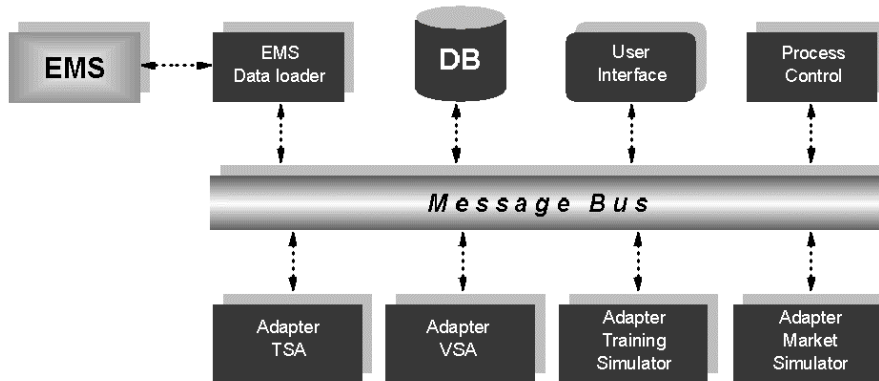 EMS
EMS
Data loader
DB
User
Interface
Process
Control
Message Bus
Adapter
TSA
Adapter
VSA
Adapter
Training
Simulator
Adapter
Market
Simulator